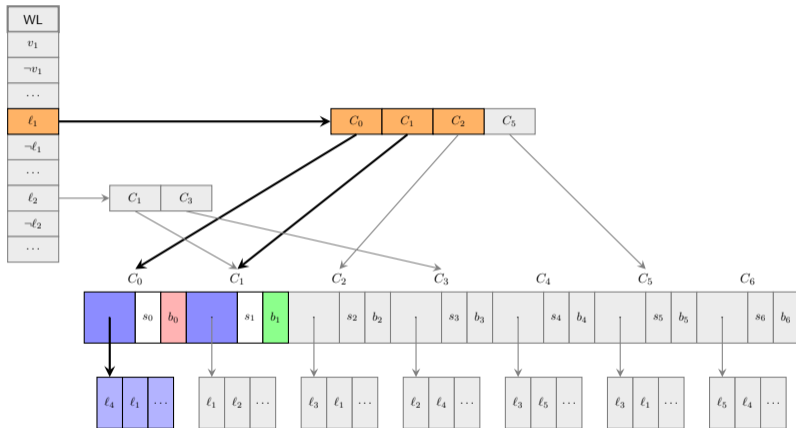 WL
v₁
¬v₁
...
ℓ₁
C₀ C₁ C₂ C₅
¬ℓ₁
...
ℓ₂
C₁ C₃
¬ℓ₂
...
C₀ C₁ C₂ C₃ C₄ C₅ C₆
s₀ b₀ s₁ b₁ s₂ b₂ s₃ b₃ s₄ b₄ s₅ b₅ s₆ b₆
ℓ₄ ℓ₁ ... ℓ₁ ℓ₂ ... ℓ₃ ℓ₁ ... ℓ₂ ℓ₄ ... ℓ₃ ℓ₅ ... ℓ₃ ℓ₁ ... ℓ₅ ℓ₄ ...